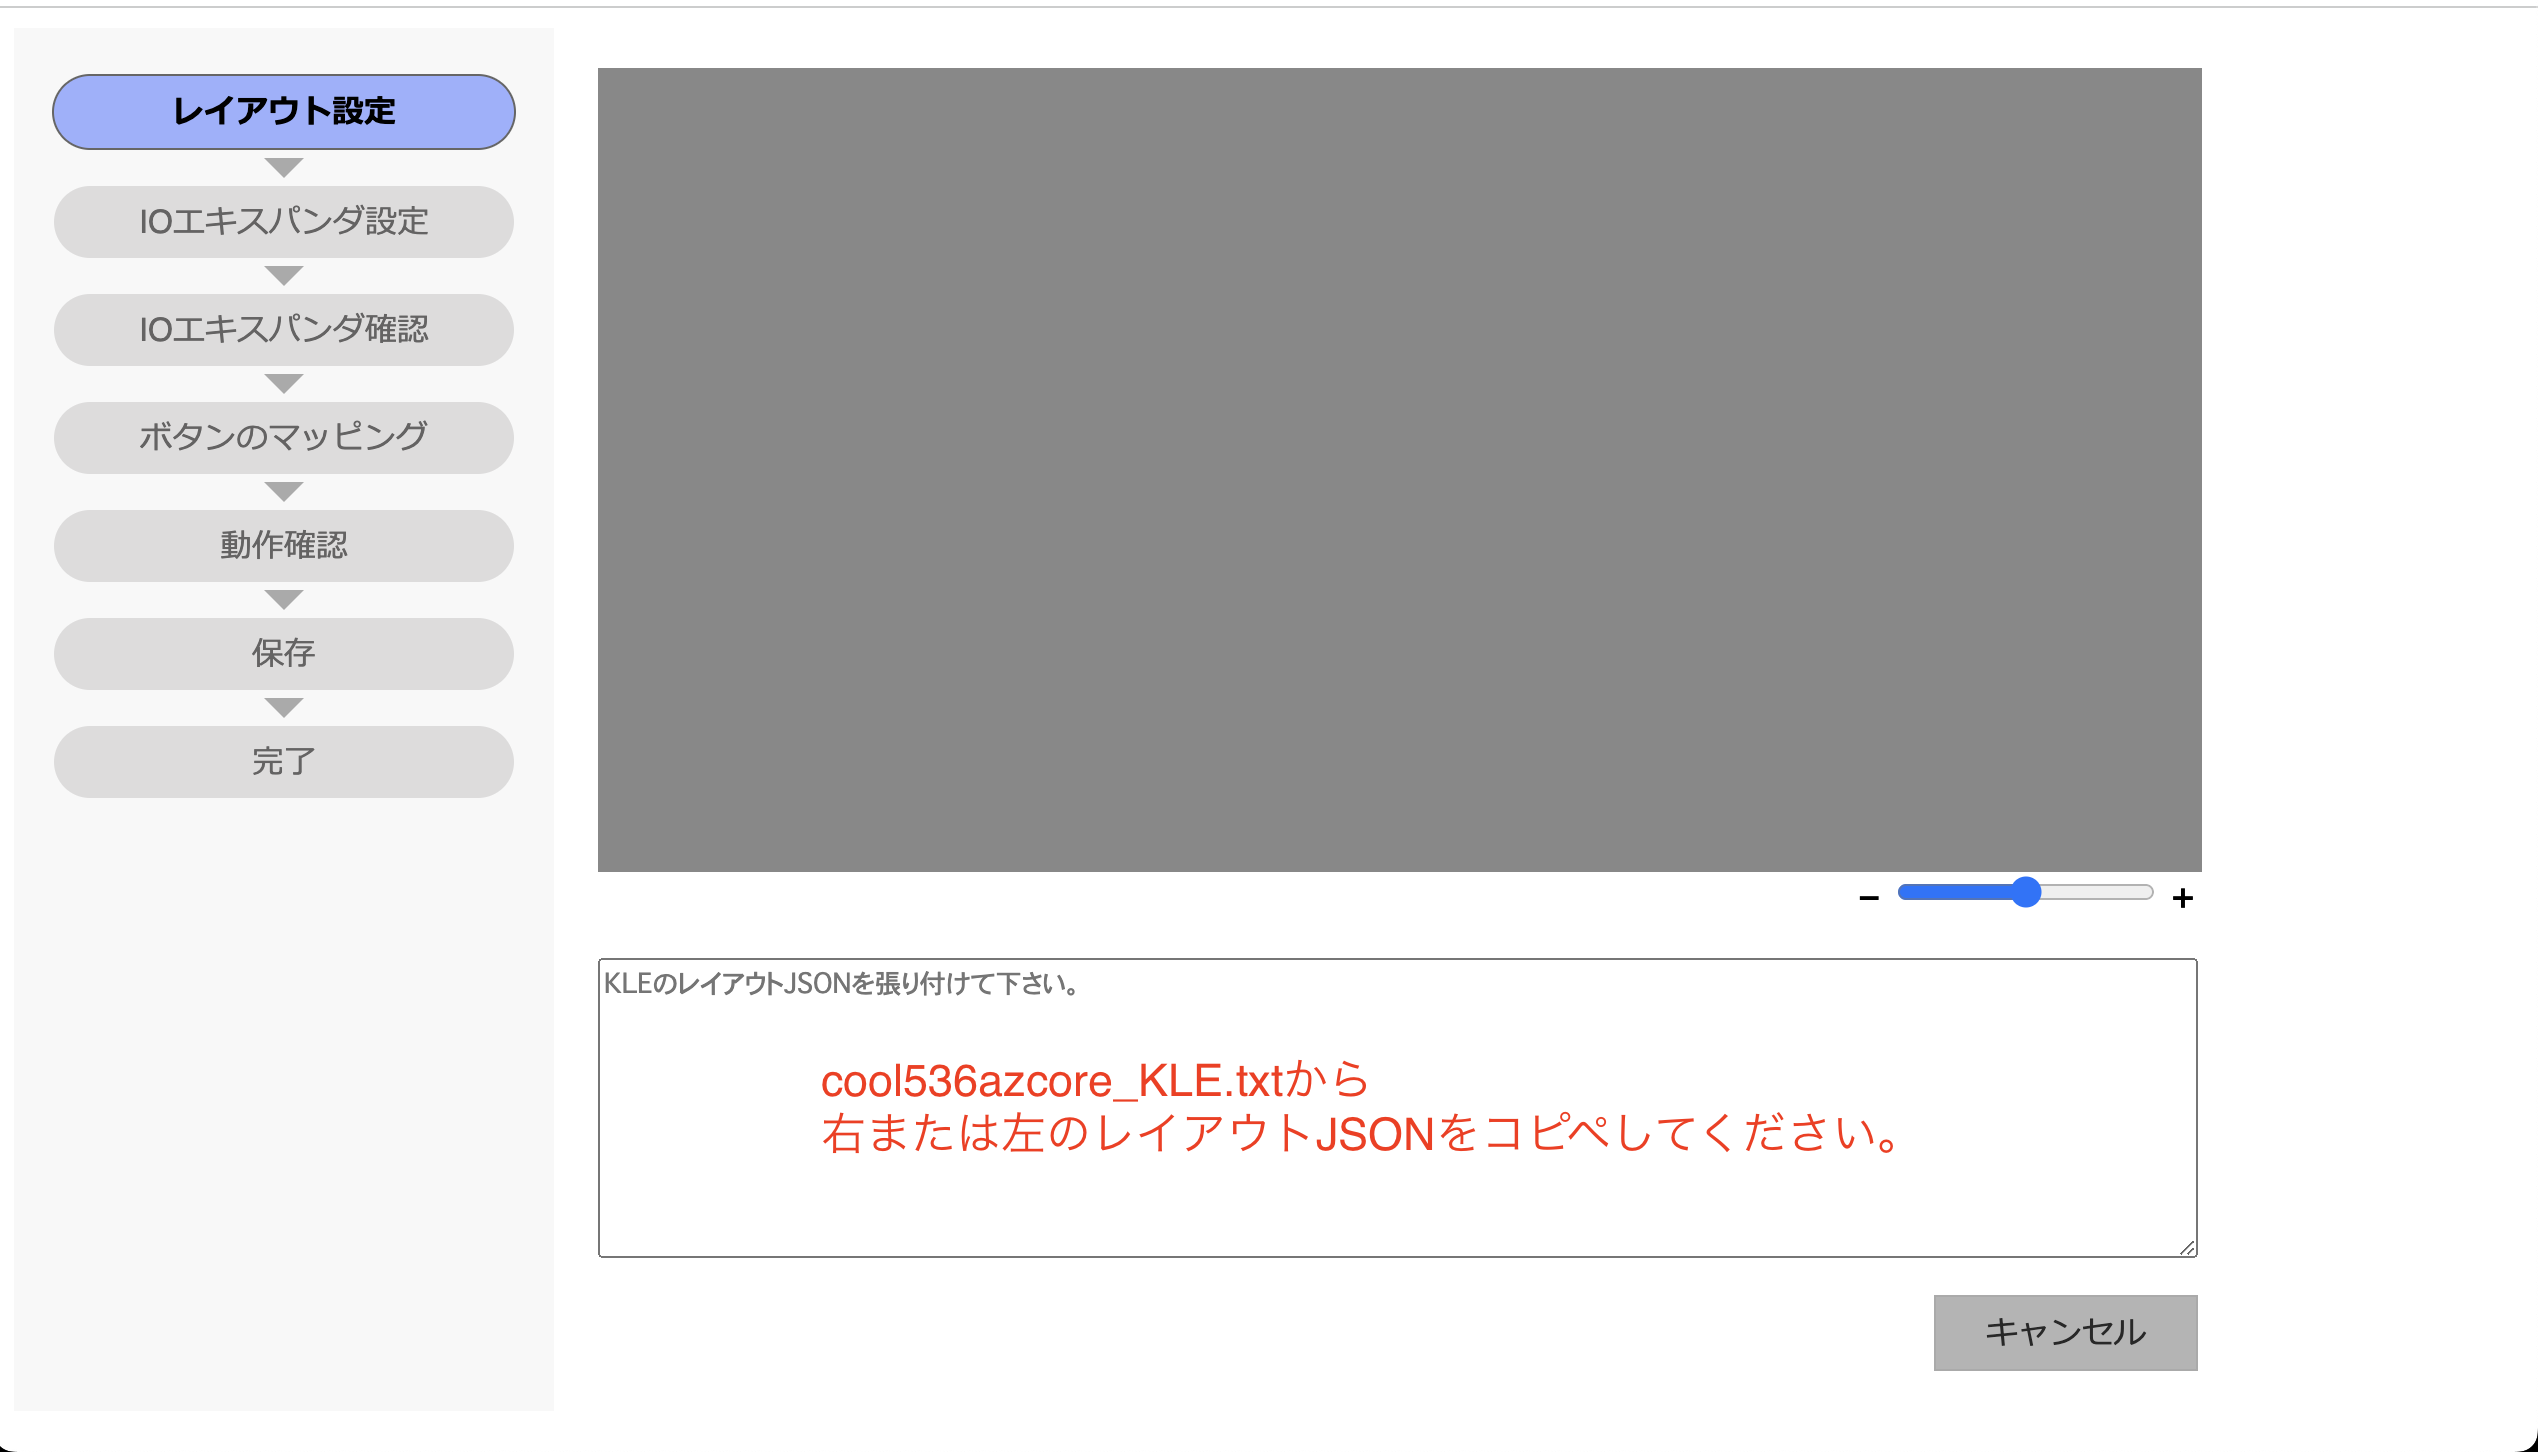 レイアウト設定
IOエキスパンダ設定
IOエキスパンダ確認
ボタンのマッピング
動作確認
保存
完了
− +
KLEのレイアウトJSONを張り付けて下さい。
cool536azcore_KLE.txtから
右または左のレイアウトJSONをコピペしてください。
キャンセル